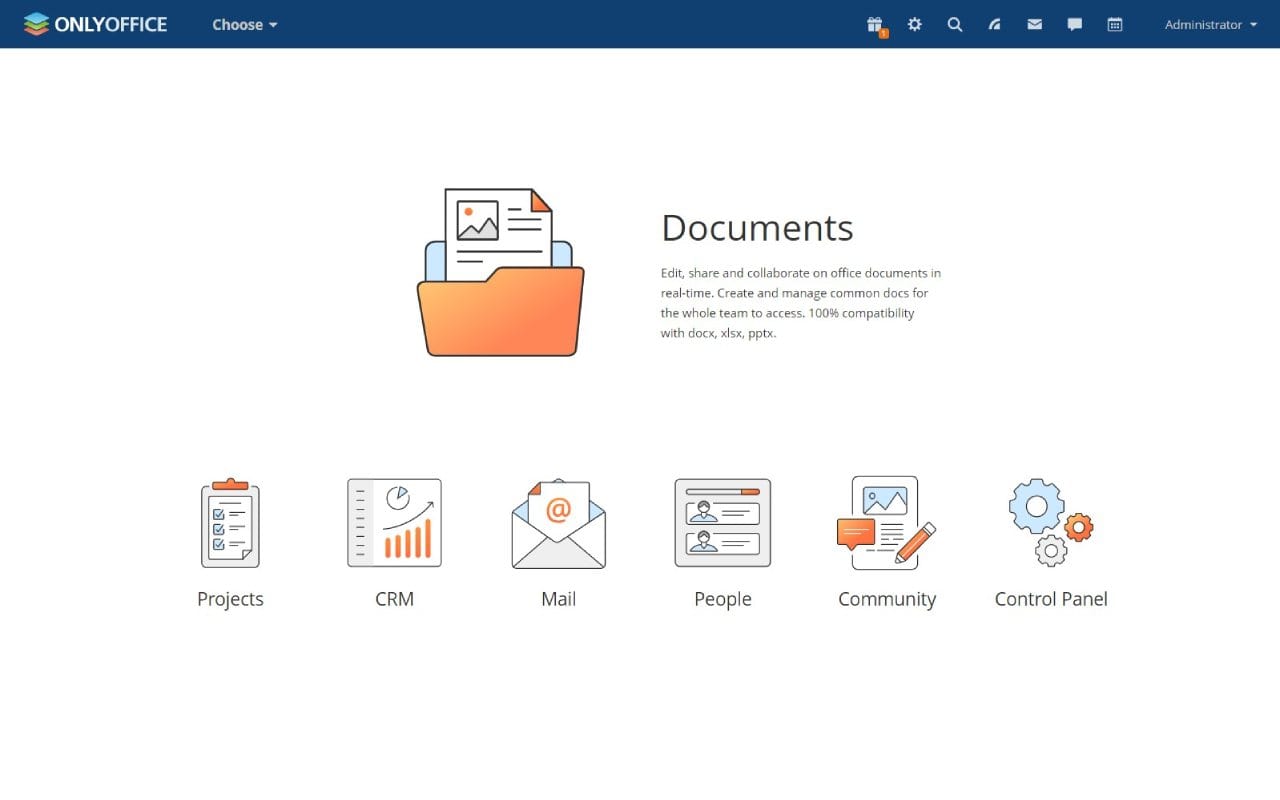 ONLYOFFICE
Choose
1
Administrator
Documents
Edit, share and collaborate on office documents in
real-time. Create and manage common docs for
the whole team to access. 100% compatibility
with docx, xlsx, pptx.
@
Projects
CRM
Mail
People
Community
Control Panel